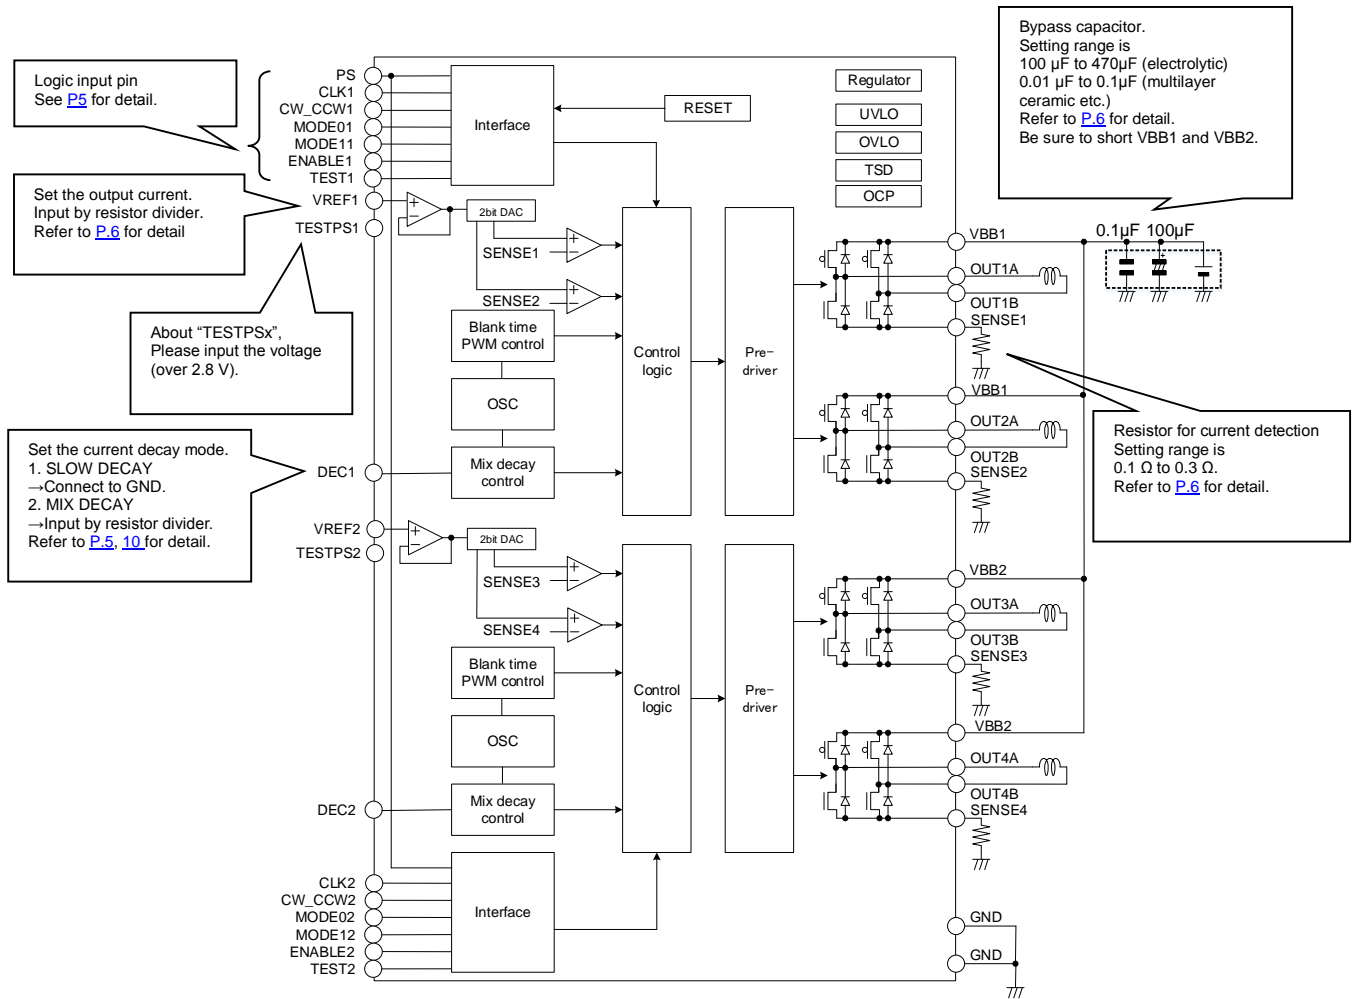 Bypass capacitor.
Setting range is
100 µF to 470µF (electrolytic)
0.01 µF to 0.1µF (multilayer
ceramic etc.)
Refer to P.6 for detail.
Be sure to short VBB1 and VBB2.
Logic input pin
See P5 for detail.
PS
CLK1
CW_CCW1
MODE01
MODE11
ENABLE1
TEST1
VREF1
TESTPS1
Interface
RESET
Regulator
UVLO
OVLO
TSD
OCP
Set the output current.
Input by resistor divider.
Refer to P.6 for detail
2bit DAC
SENSE1
SENSE2
About “TESTPSx”,
Please input the voltage
(over 2.8 V).
Blank time
PWM control
OSC
Mix decay
control
Control
logic
Pre–
driver
VBB1
0.1µF 100µF
+
OUT1A
OUT1B
SENSE1
VBB1
OUT2A
OUT2B
SENSE2
Resistor for current detection
Setting range is
0.1 Ω to 0.3 Ω.
Refer to P.6 for detail.
Set the current decay mode.
1. SLOW DECAY
→Connect to GND.
2. MIX DECAY
→Input by resistor divider.
Refer to P.5, 10 for detail.
DEC1
VREF2
TESTPS2
2bit DAC
SENSE3
SENSE4
Blank time
PWM control
OSC
Mix decay
control
Control
logic
Pre–
driver
VBB2
OUT3A
OUT3B
SENSE3
VBB2
OUT4A
OUT4B
SENSE4
DEC2
CLK2
CW_CCW2
MODE02
MODE12
ENABLE2
TEST2
Interface
GND
GND